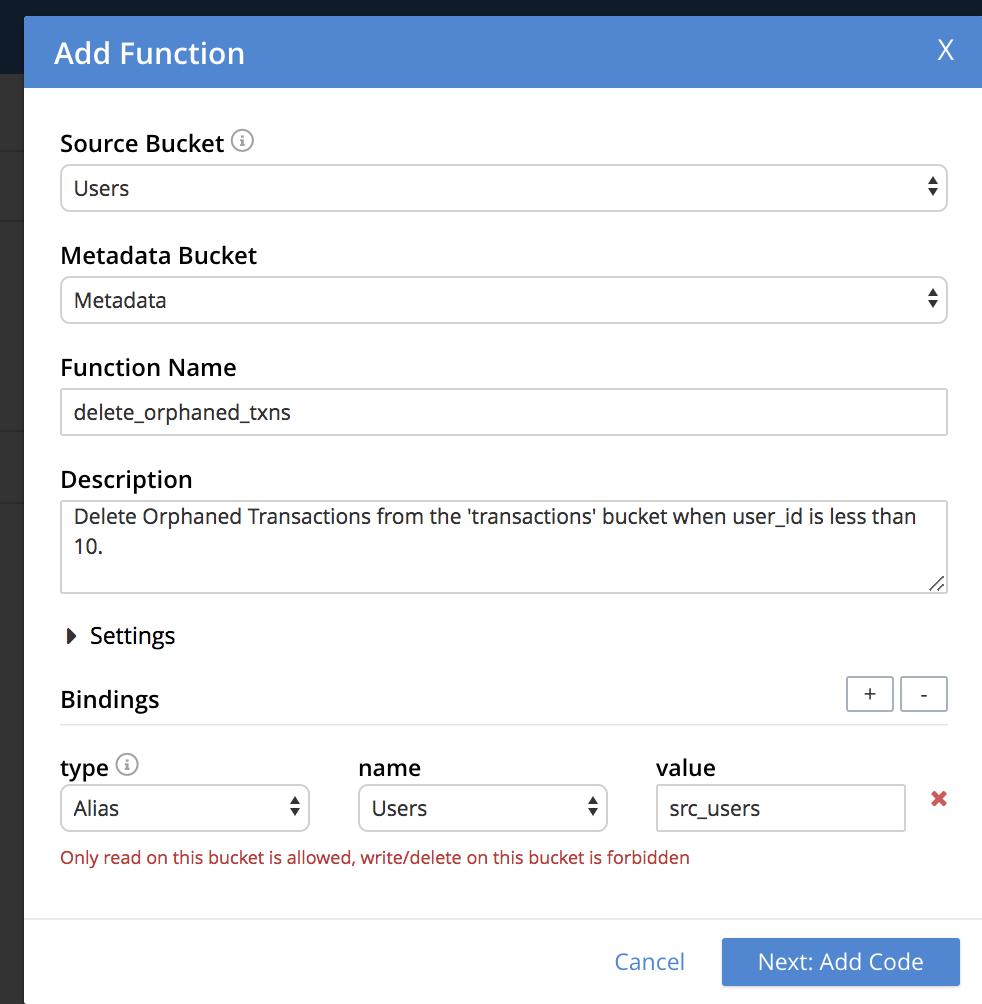 Add Function
X
Source Bucket
Users
Metadata Bucket
Metadata
Function Name
delete_orphaned_txns
Description
Delete Orphaned Transactions from the 'transactions' bucket when user_id is less than
10.
Settings
Bindings
+ -
type name value
Alias Users src_users
Only read on this bucket is allowed, write/delete on this bucket is forbidden
Cancel Next: Add Code